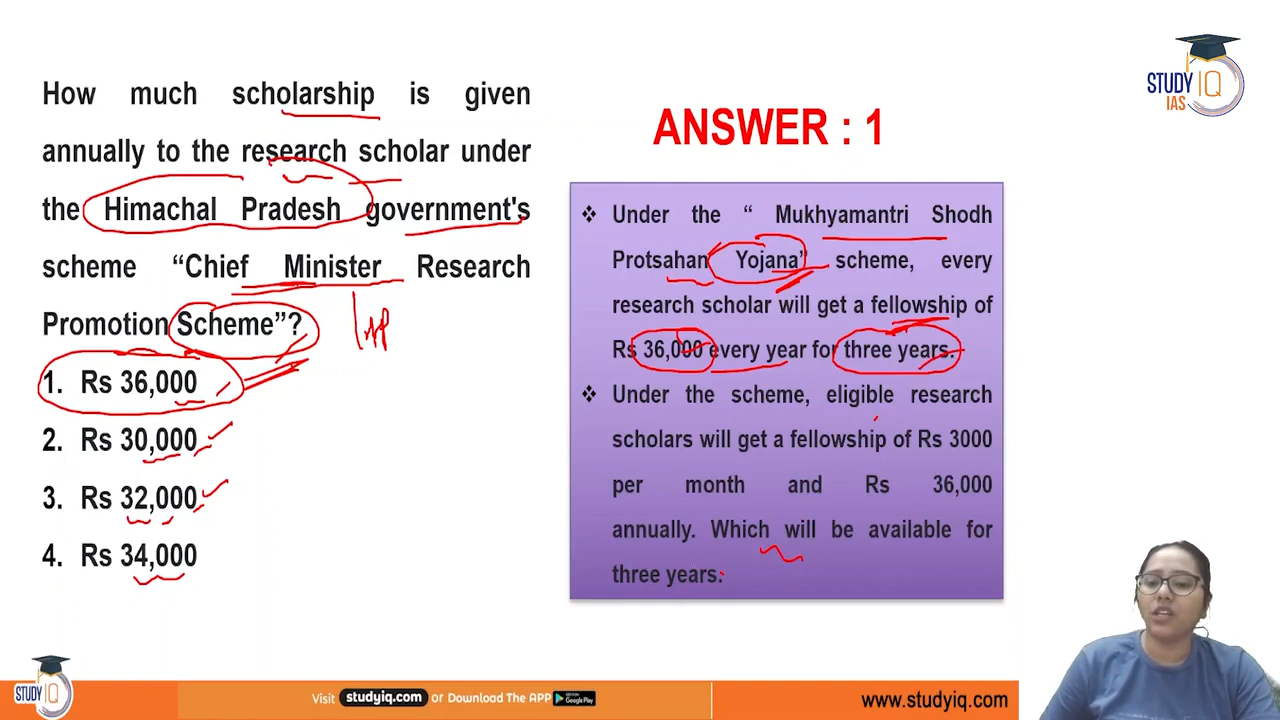 How much scholarship is given
annually to the research scholar under
the Himachal Pradesh government's
scheme “Chief Minister Research
Promotion Scheme”?
1. Rs 36,000
2. Rs 30,000
3. Rs 32,000
4. Rs 34,000
ANSWER : 1
❖ Under the “ Mukhyamantri Shodh
Protsahan Yojana” scheme, every
research scholar will get a fellowship of
Rs 36,000 every year for three years.
❖ Under the scheme, eligible research
scholars will get a fellowship of Rs 3000
per month and Rs 36,000
annually. Which will be available for
three years.
STUDY IQ
IAS
STUDY IQ
Visit studyiq.com or Download The APP
GET IT ON
Google Play
www.studyiq.com